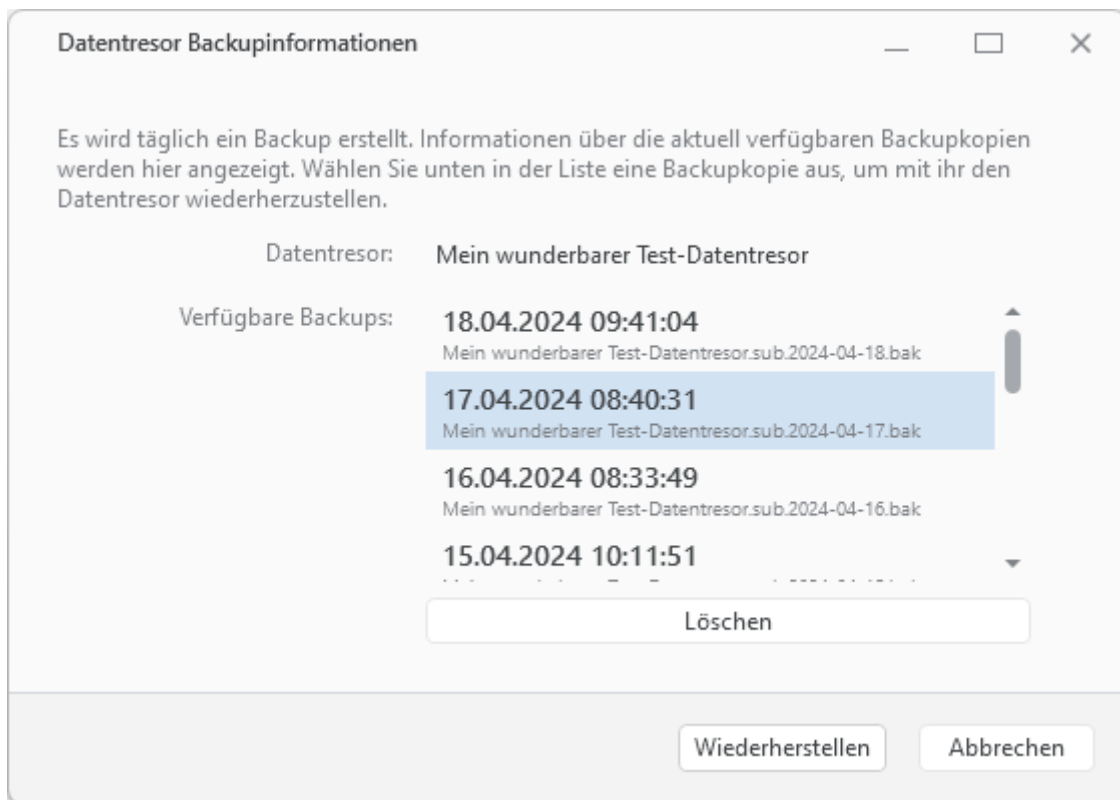 Datentresor Backupinformationen
Es wird täglich ein Backup erstellt. Informationen über die aktuell verfügbaren Backupkopien
werden hier angezeigt. Wählen Sie unten in der Liste eine Backupkopie aus, um mit ihr den
Datentresor wiederherzustellen.
Datentresor: Mein wunderbarer Test-Datentresor
Verfügbare Backups: 18.04.2024 09:41:04
Mein wunderbarer Test-Datentresor.sub.2024-04-18.bak
17.04.2024 08:40:31
Mein wunderbarer Test-Datentresor.sub.2024-04-17.bak
16.04.2024 08:33:49
Mein wunderbarer Test-Datentresor.sub.2024-04-16.bak
15.04.2024 10:11:51
Löschen
Wiederherstellen Abbrechen